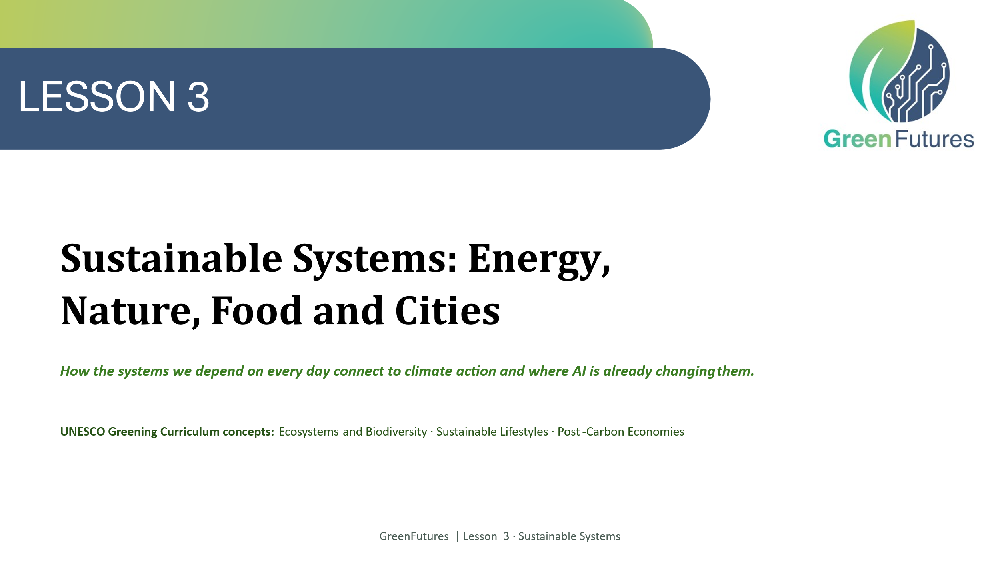 LESSON 3
GreenFutures
Sustainable Systems: Energy,
Nature, Food and Cities
How the systems we depend on every day connect to climate action and where AI is already changing them.
UNESCO Greening Curriculum concepts: Ecosystems and Biodiversity · Sustainable Lifestyles · Post-Carbon Economies
GreenFutures | Lesson 3 · Sustainable Systems